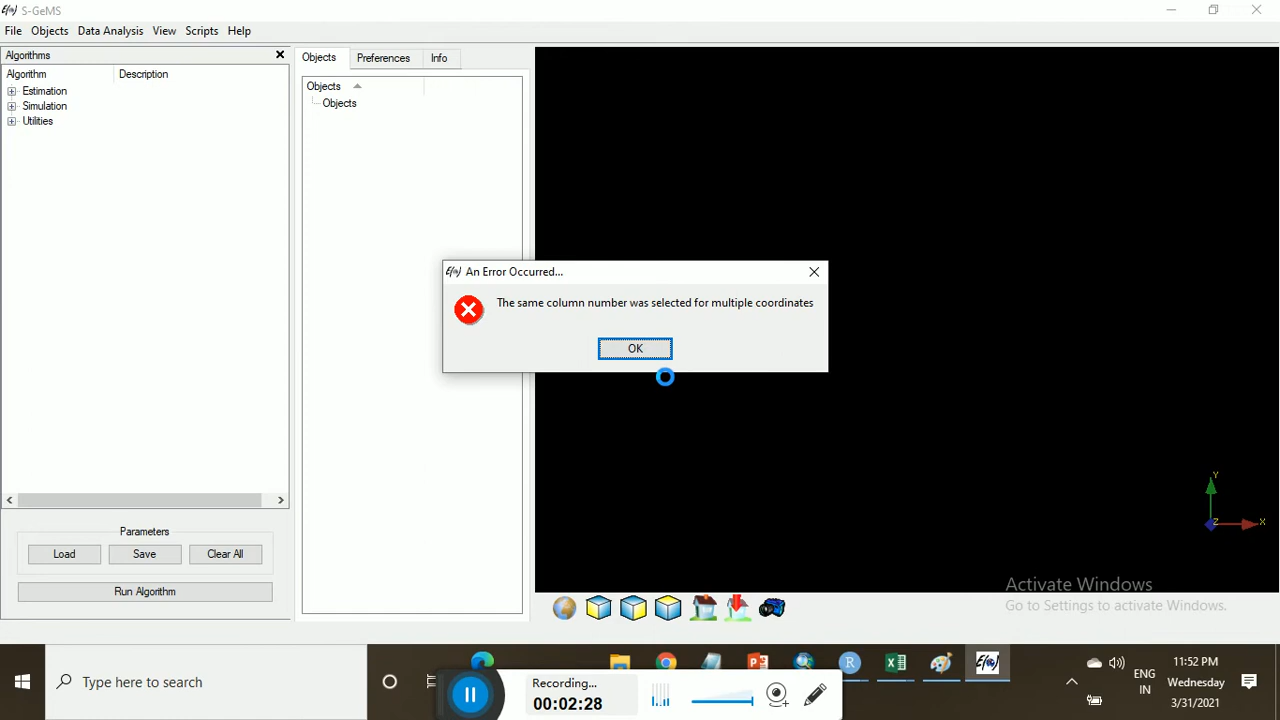 S-GeMS
File Objects Data Analysis View Scripts Help
Algorithms
Algorithm Description
Estimation
Simulation
Utilities
Objects Preferences Info
Objects
Objects
An Error Occurred...
The same column number was selected for multiple coordinates
OK
Y
Z X
Parameters
Load Save Clear All
Run Algorithm
Activate Windows
Go to Settings to activate Windows.
Type here to search
Recording...
00:02:28
R
ENG
IN
11:52 PM
Wednesday
3/31/2021